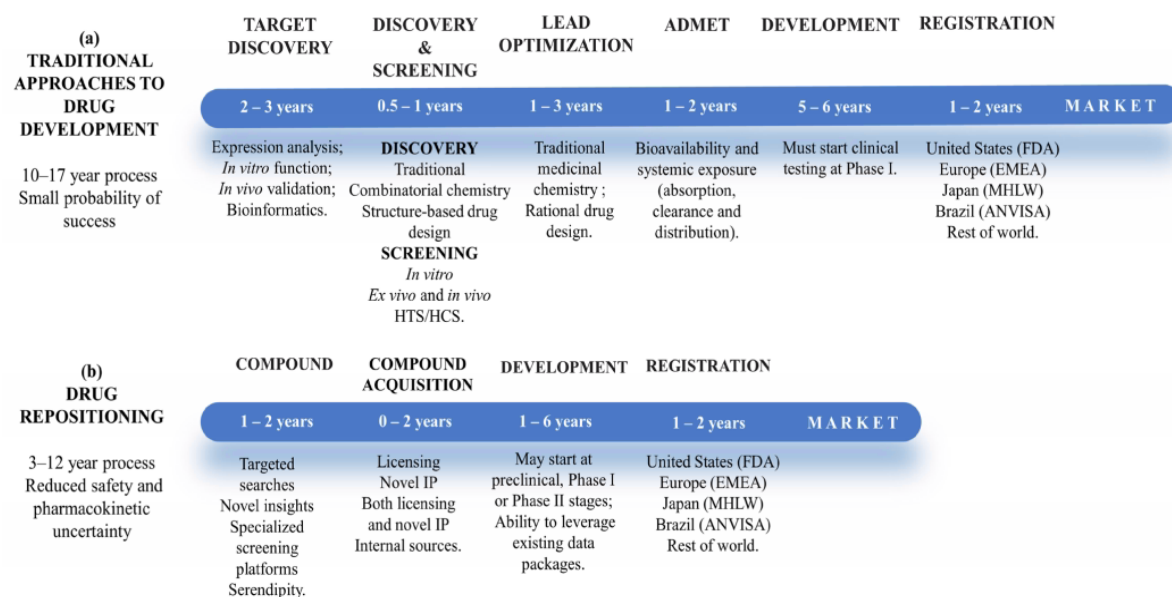 (a)
TRADITIONAL
APPROACHES TO
DRUG
DEVELOPMENT
10–17 year process
Small probability of
success
TARGET
DISCOVERY
2 – 3 years
Expression analysis;
In vitro function;
In vivo validation;
Bioinformatics.
DISCOVERY
&
SCREENING
0.5 – 1 years
DISCOVERY
Traditional
Combinatorial chemistry
Structure-based drug
design
SCREENING
In vitro
Ex vivo and in vivo
HTS/HCS.
LEAD
OPTIMIZATION
1 – 3 years
Traditional
medicinal
chemistry ;
Rational drug
design.
ADMET
1 – 2 years
Bioavailability and
systemic exposure
(absorption,
clearance and
distribution).
DEVELOPMENT
5 – 6 years
Must start clinical
testing at Phase I.
REGISTRATION
1 – 2 years
United States (FDA)
Europe (EMEA)
Japan (MHLW)
Brazil (ANVISA)
Rest of world.
MARKET
(b)
DRUG
REPOSITIONING
3–12 year process
Reduced safety and
pharmacokinetic
uncertainty
COMPOUND
1 – 2 years
Targeted
searches
Novel insights
Specialized
screening
platforms
Serendipity.
COMPOUND
ACQUISITION
0 – 2 years
Licensing
Novel IP
Both licensing
and novel IP
Internal sources.
DEVELOPMENT
1 – 6 years
May start at
preclinical, Phase I
or Phase II stages;
Ability to leverage
existing data
packages.
REGISTRATION
1 – 2 years
United States (FDA)
Europe (EMEA)
Japan (MHLW)
Brazil (ANVISA)
Rest of world.
MARKET